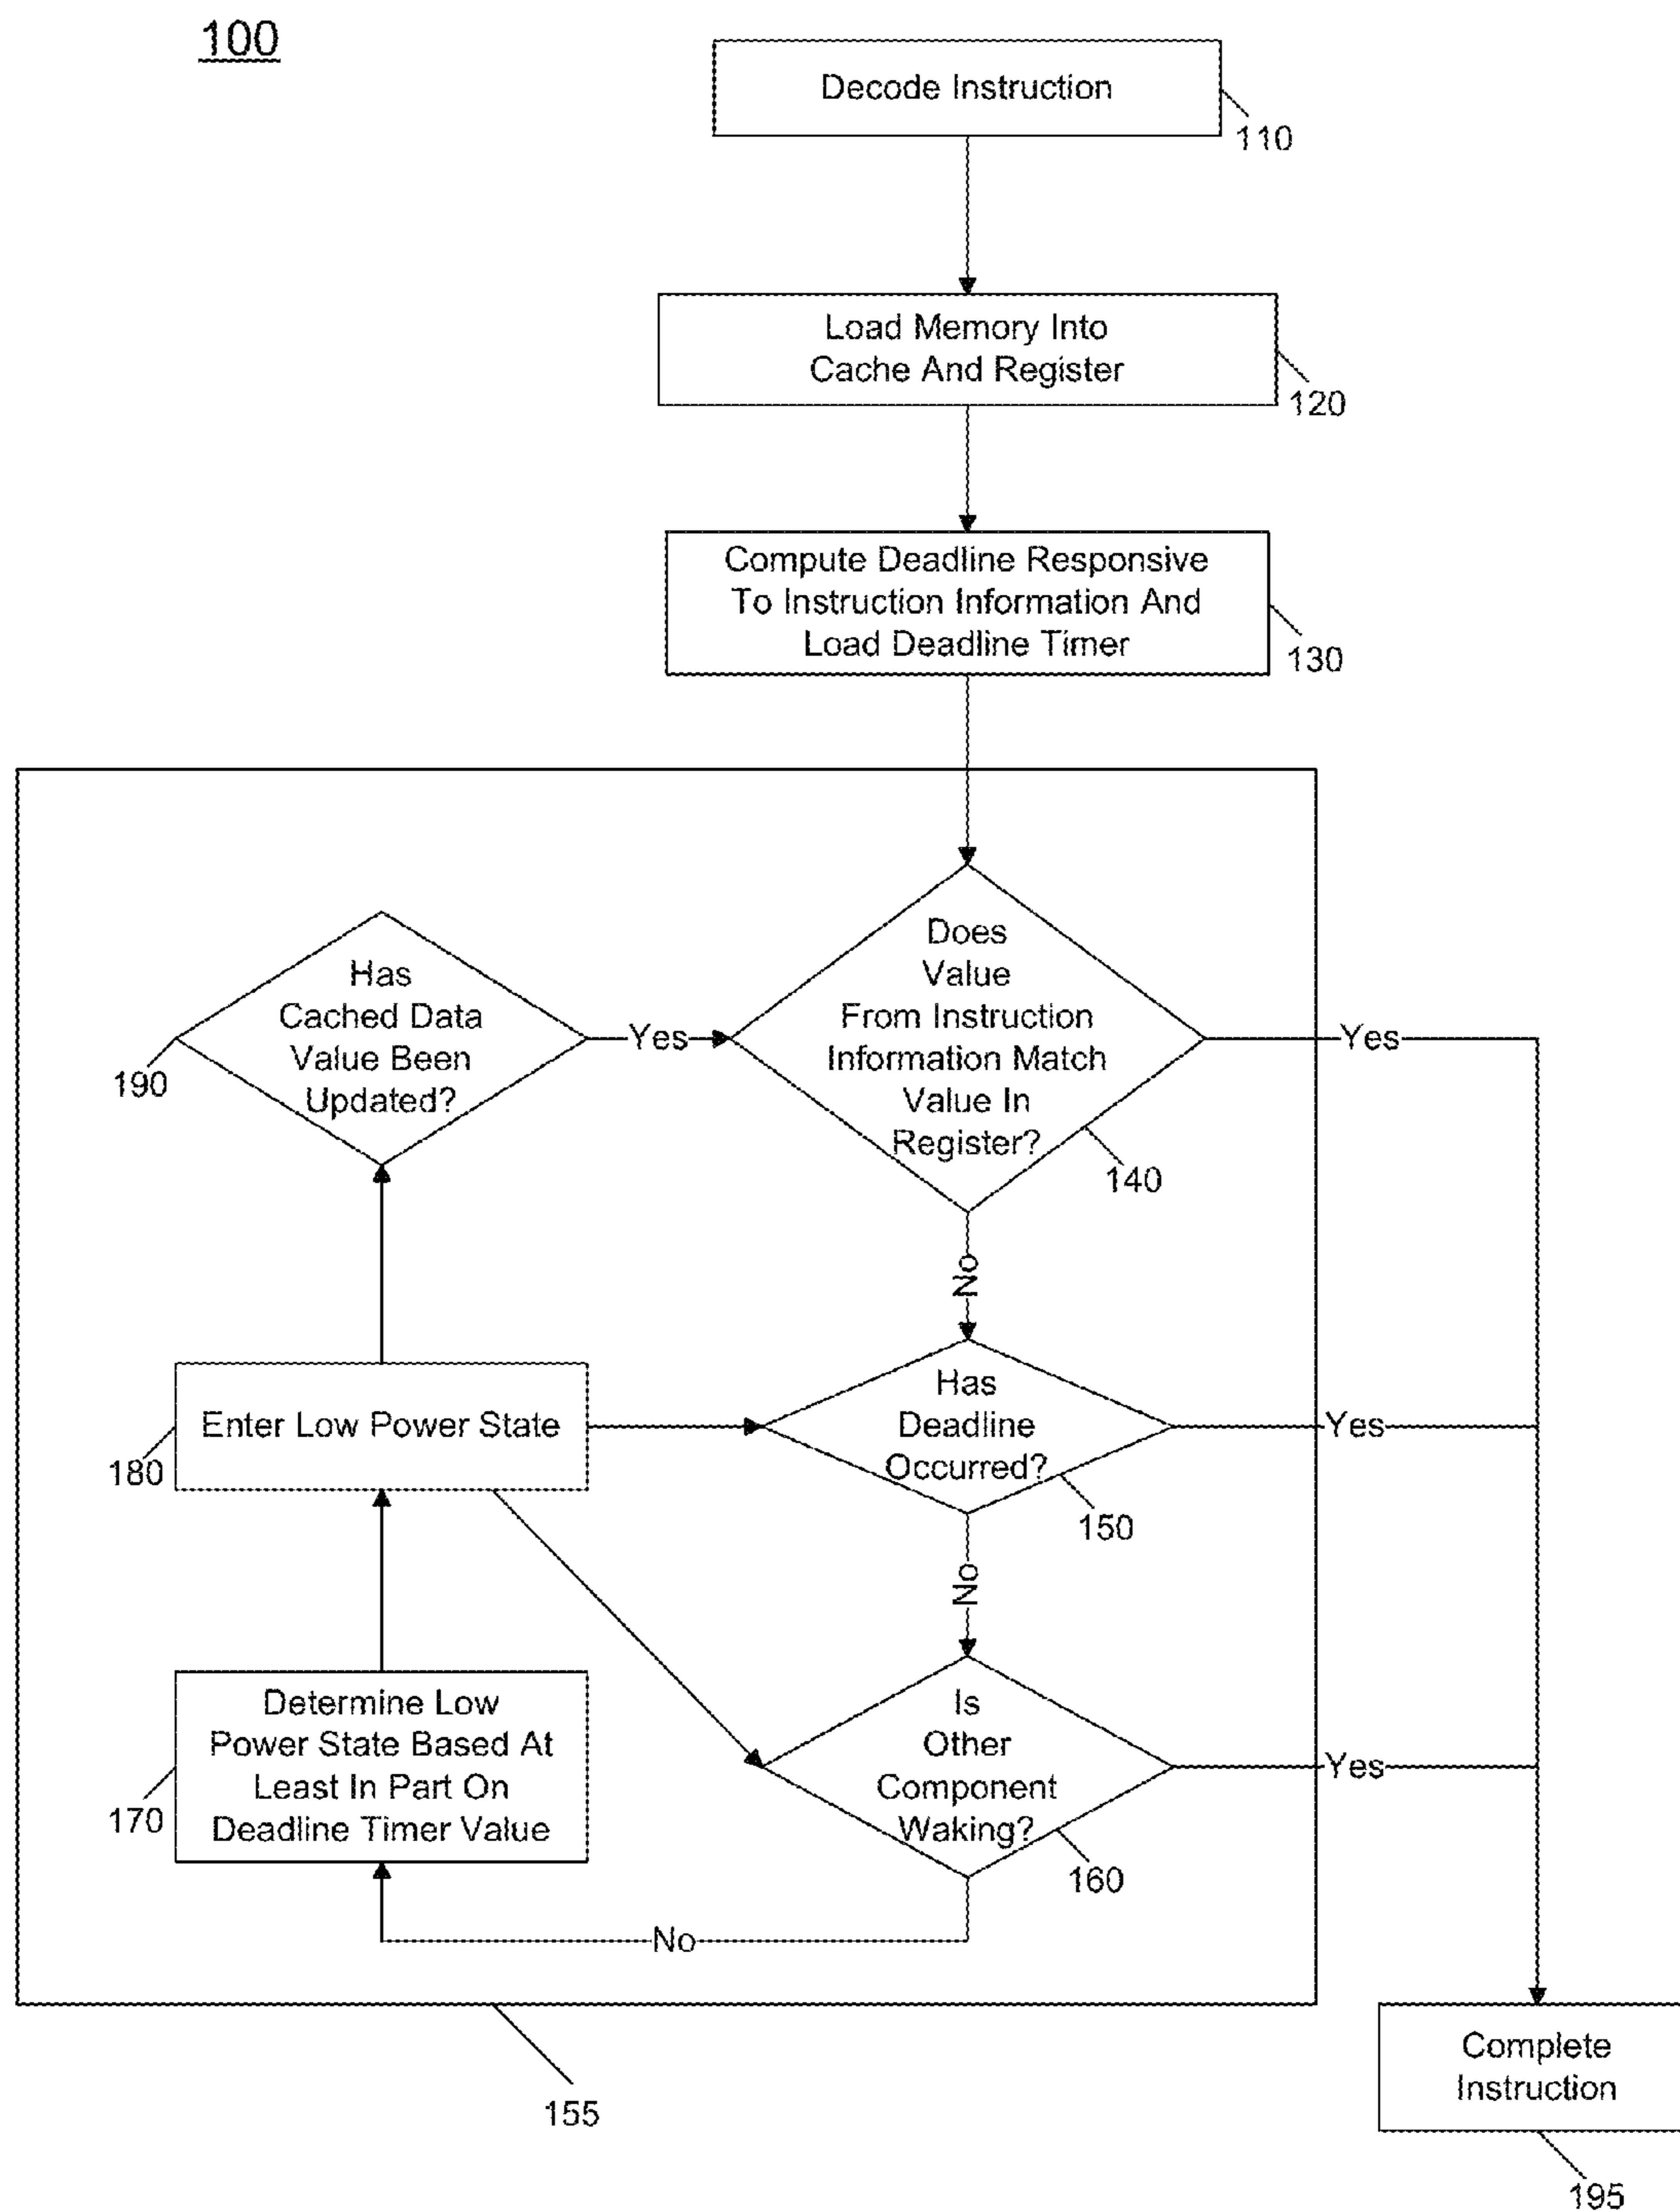 100
Decode Instruction
110
Load Memory Into
Cache And Register
120
Compute Deadline Responsive
To Instruction Information And
Load Deadline Timer
130
Has
Cached Data
Value Been
Updated?
190
Yes
Does
Value
From Instruction
Information Match
Value In
Register?
140
Yes
No
Enter Low Power State
180
Has
Deadline
Occurred?
150
Yes
No
Determine Low
Power State Based At
Least In Part On
Deadline Timer Value
170
Is
Other
Component
Waking?
160
Yes
No
155
Complete
Instruction
195